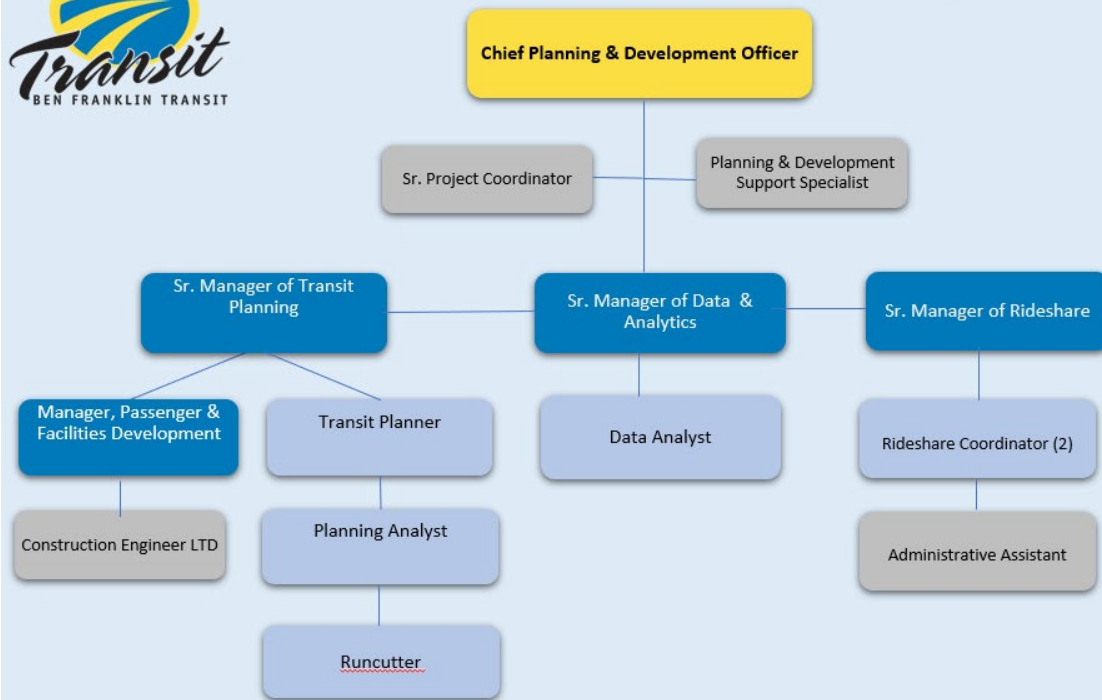 Transit
BEN FRANKLIN TRANSIT
Chief Planning & Development Officer
Sr. Project Coordinator
Planning & Development
Support Specialist
Sr. Manager of Transit
Planning
Sr. Manager of Data & 
Analytics
Sr. Manager of Rideshare
Manager, Passenger &
Facilities Development
Transit Planner
Data Analyst
Rideshare Coordinator (2)
Construction Engineer LTD
Planning Analyst
Administrative Assistant
Runcutter